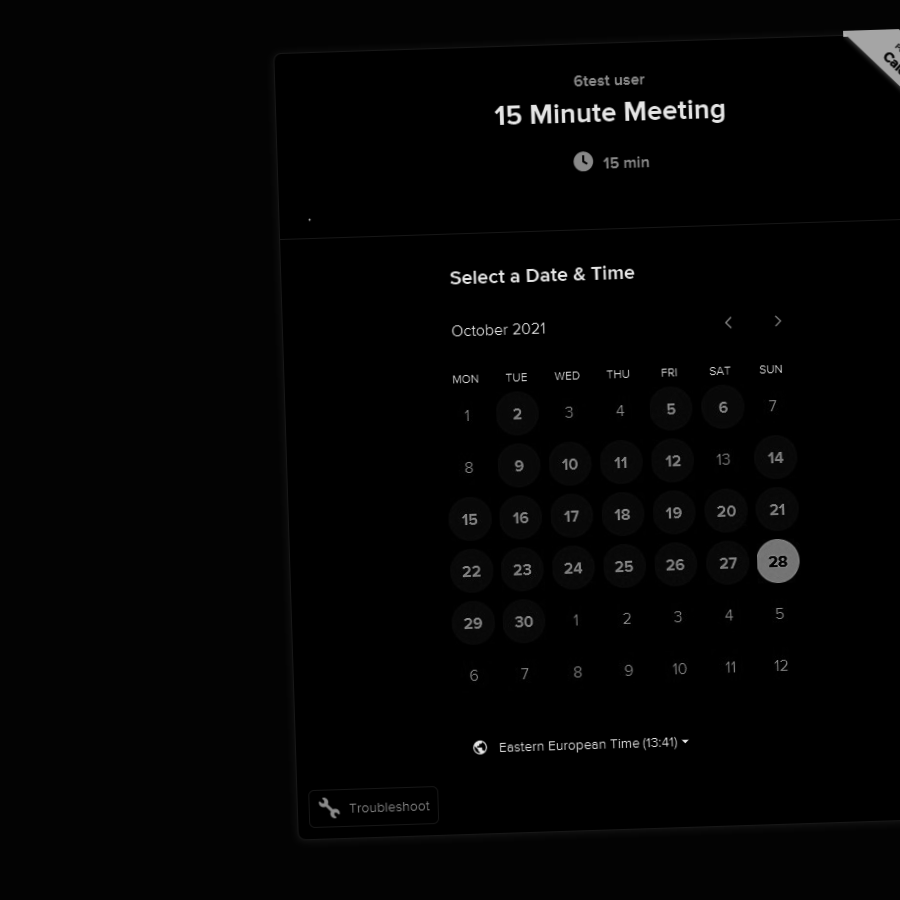 6test user
15 Minute Meeting
15 min
Select a Date & Time
October 2021
MON TUE WED THU FRI SAT SUN
1 2 3 4 5 6 7
8 9 10 11 12 13 14
15 16 17 18 19 20 21
22 23 24 25 26 27 28
29 30 1 2 3 4 5
6 7 8 9 10 11 12
Eastern European Time (13:41)
Troubleshoot